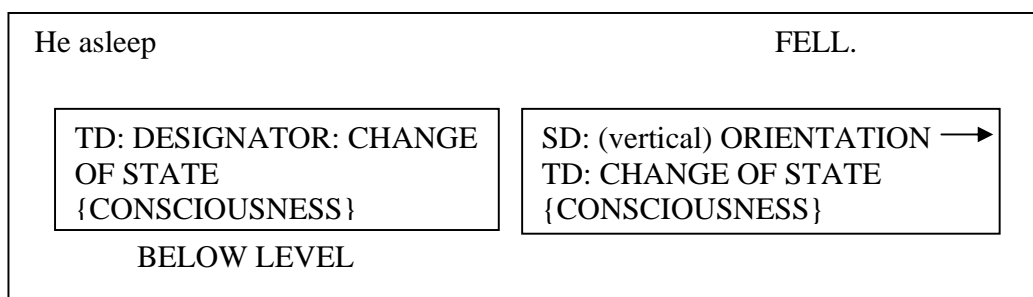 He asleep FELL.
TD: DESIGNATOR: CHANGE
OF STATE
{CONSCIOUSNESS}
SD: (vertical) ORIENTATION
TD: CHANGE OF STATE
{CONSCIOUSNESS}
BELOW LEVEL